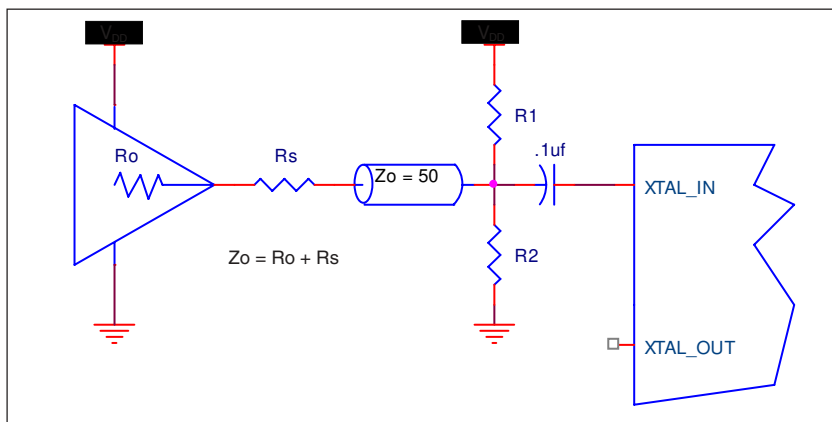 VDD
VDD
R1
Ro
Rs
Zo = 50
.1uf
XTAL_IN
Zo = Ro + Rs
R2
XTAL_OUT